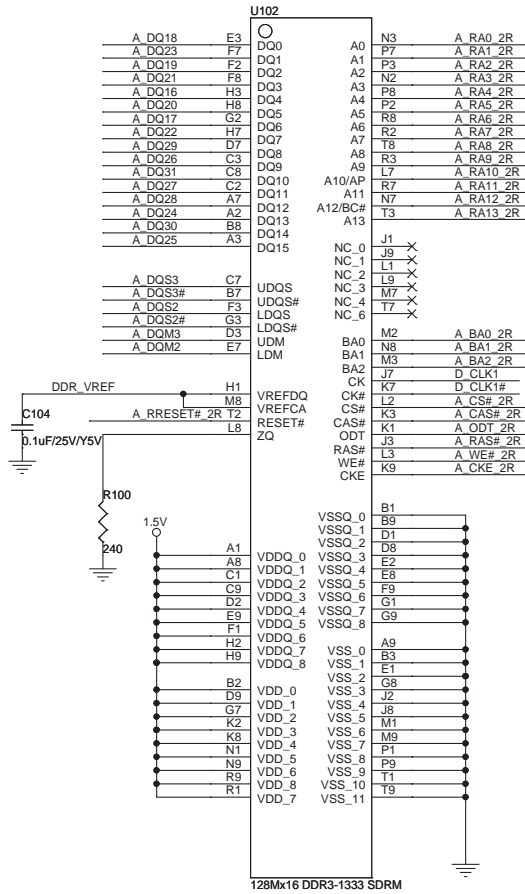 U102
A_DQ18 E3 DQ0 A0 N3 A_RA0_2R
A_DQ23 F7 DQ1 A1 P7 A_RA1_2R
A_DQ19 F2 DQ2 A2 P3 A_RA2_2R
A_DQ21 F8 DQ3 A3 N2 A_RA3_2R
A_DQ16 H3 DQ4 A4 P8 A_RA4_2R
A_DQ20 H8 DQ5 A5 P2 A_RA5_2R
A_DQ17 G2 DQ6 A6 R8 A_RA6_2R
A_DQ22 H7 DQ7 A7 R2 A_RA7_2R
A_DQ29 D7 DQ8 A8 T8 A_RA8_2R
A_DQ26 C3 DQ9 A9 R3 A_RA9_2R
A_DQ31 C8 DQ10 A10/AP L7 A_RA10_2R
A_DQ27 C2 DQ11 A11 R7 A_RA11_2R
A_DQ28 A7 DQ12 A12/BC# N7 A_RA12_2R
A_DQ24 A2 DQ13 A13 T3 A_RA13_2R
A_DQ30 B8 DQ14
A_DQ25 A3 DQ15 NC_0 J1
NC_1 J9
NC_2 L1
A_DQS3 C7 UDQS NC_3 L9
A_DQS3# B7 UDQS# NC_4 M7
A_DQS2 F3 LDQS NC_6 T7
A_DQS2# G3 LDQS#
A_DQM3 D3 UDM BA0 M2 A_BA0_2R
A_DQM2 E7 LDM BA1 N8 A_BA1_2R
BA2 M3 A_BA2_2R
CK J7 D_CLK1
DDR_VREF H1 VREFDQ CK# K7 D_CLK1#
M8 VREFCA CS# L2 A_CS#_2R
C104 A_RRESET#_2R T2 RESET# CAS# K3 A_CAS#_2R
0.1uF/25V/Y5V L8 ZQ ODT K1 A_ODT_2R
RAS# J3 A_RAS#_2R
WE# L3 A_WE#_2R
CKE K9 A_CKE_2R
R100
240
1.5V
VSSQ_0 B1
VSSQ_1 B9
VSSQ_2 D1
A1 VDDQ_0 VSSQ_3 D8
A8 VDDQ_1 VSSQ_4 E2
C1 VDDQ_2 VSSQ_5 E8
C9 VDDQ_3 VSSQ_6 F9
D2 VDDQ_4 VSSQ_7 G1
E9 VDDQ_5 VSSQ_8 G9
F1 VDDQ_6
H2 VDDQ_7 VSS_0 A9
H9 VDDQ_8 VSS_1 B3
VSS_2 E1
B2 VDD_0 VSS_3 G8
D9 VDD_1 VSS_4 J2
G7 VDD_2 VSS_5 J8
K2 VDD_3 VSS_6 M1
K8 VDD_4 VSS_7 M9
N1 VDD_5 VSS_8 P1
N9 VDD_6 VSS_9 P9
R9 VDD_8 VSS_10 T1
R1 VDD_7 VSS_11 T9
128Mx16 DDR3-1333 SDRM